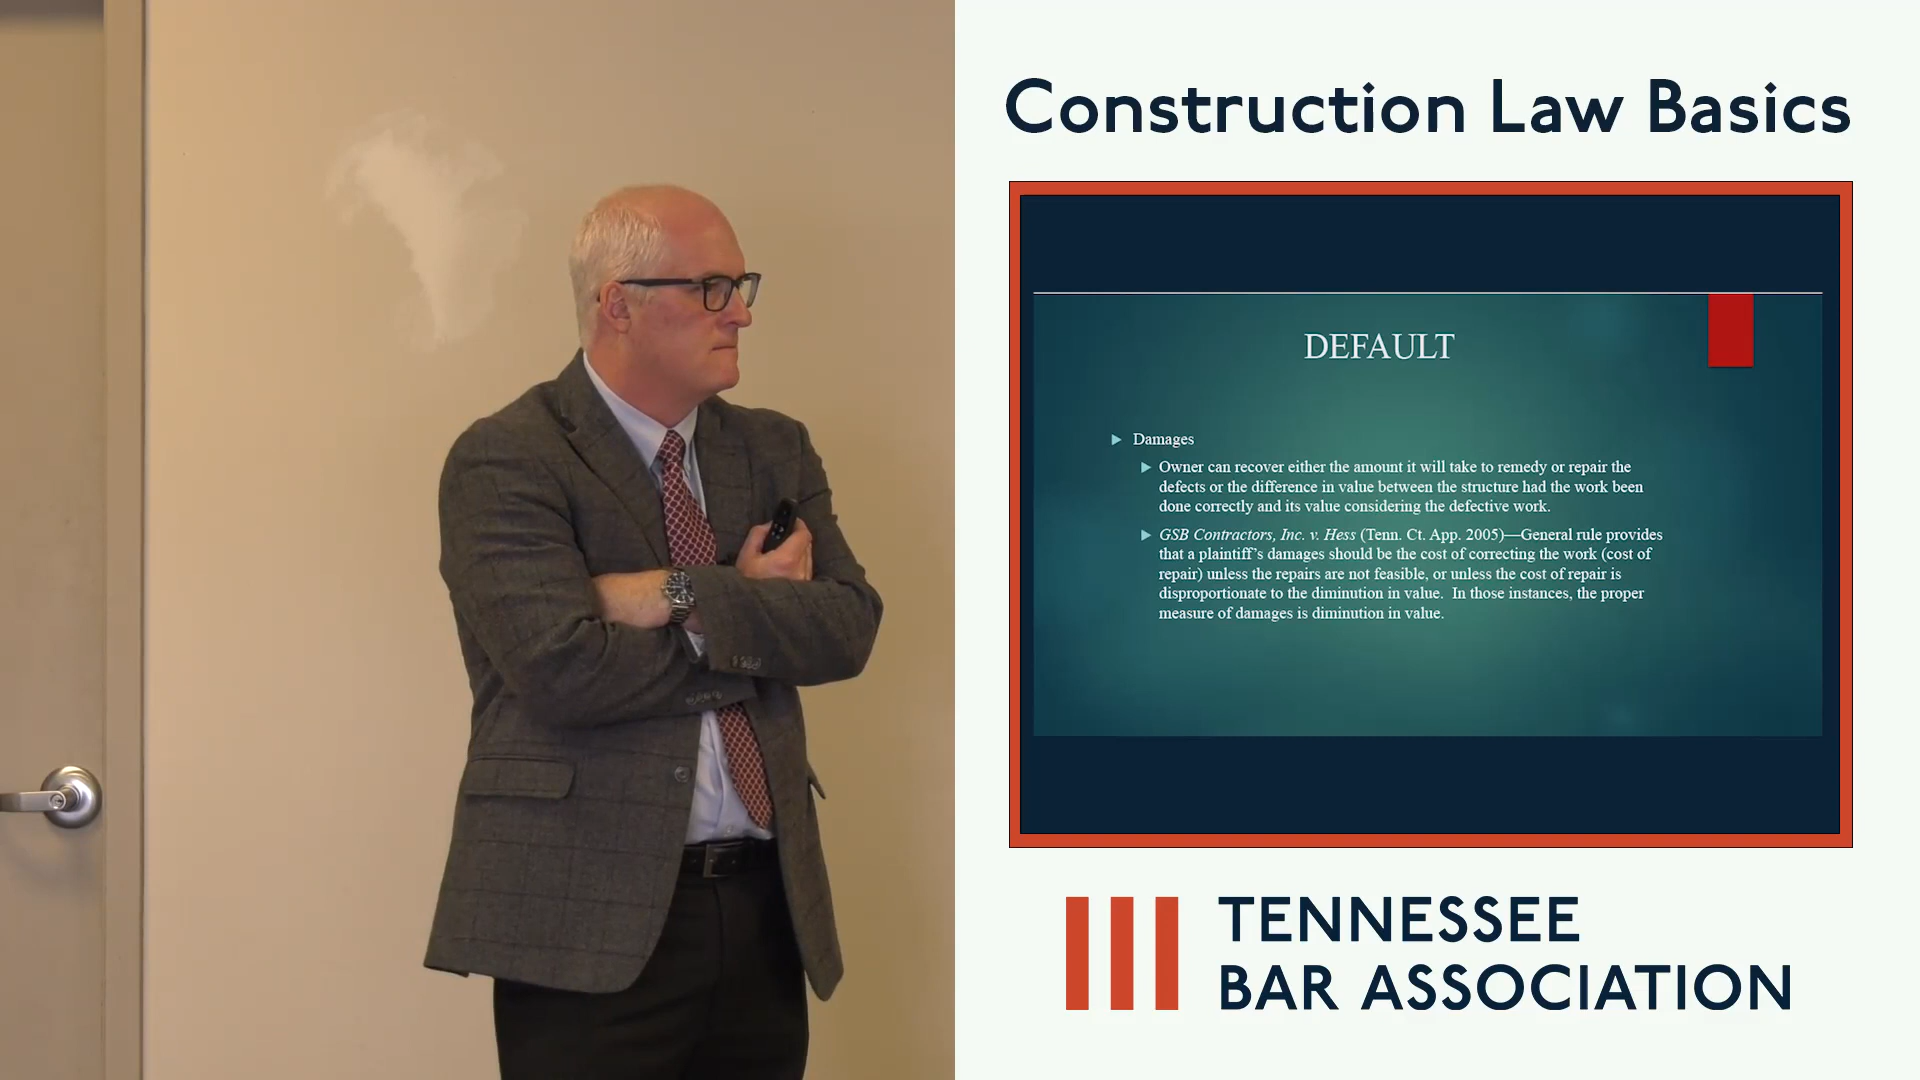 Construction Law Basics
DEFAULT
Damages
Owner can recover either the amount it will take to remedy or repair the
defects or the difference in value between the structure had the work been
done correctly and its value considering the defective work.
GSB Contractors, Inc. v. Hess (Tenn. Ct. App. 2005)—General rule provides
that a plaintiff’s damages should be the cost of correcting the work (cost of
repair) unless the repairs are not feasible, or unless the cost of repair is
disproportionate to the diminution in value.  In those instances, the proper
measure of damages is diminution in value.
TENNESSEE
BAR ASSOCIATION